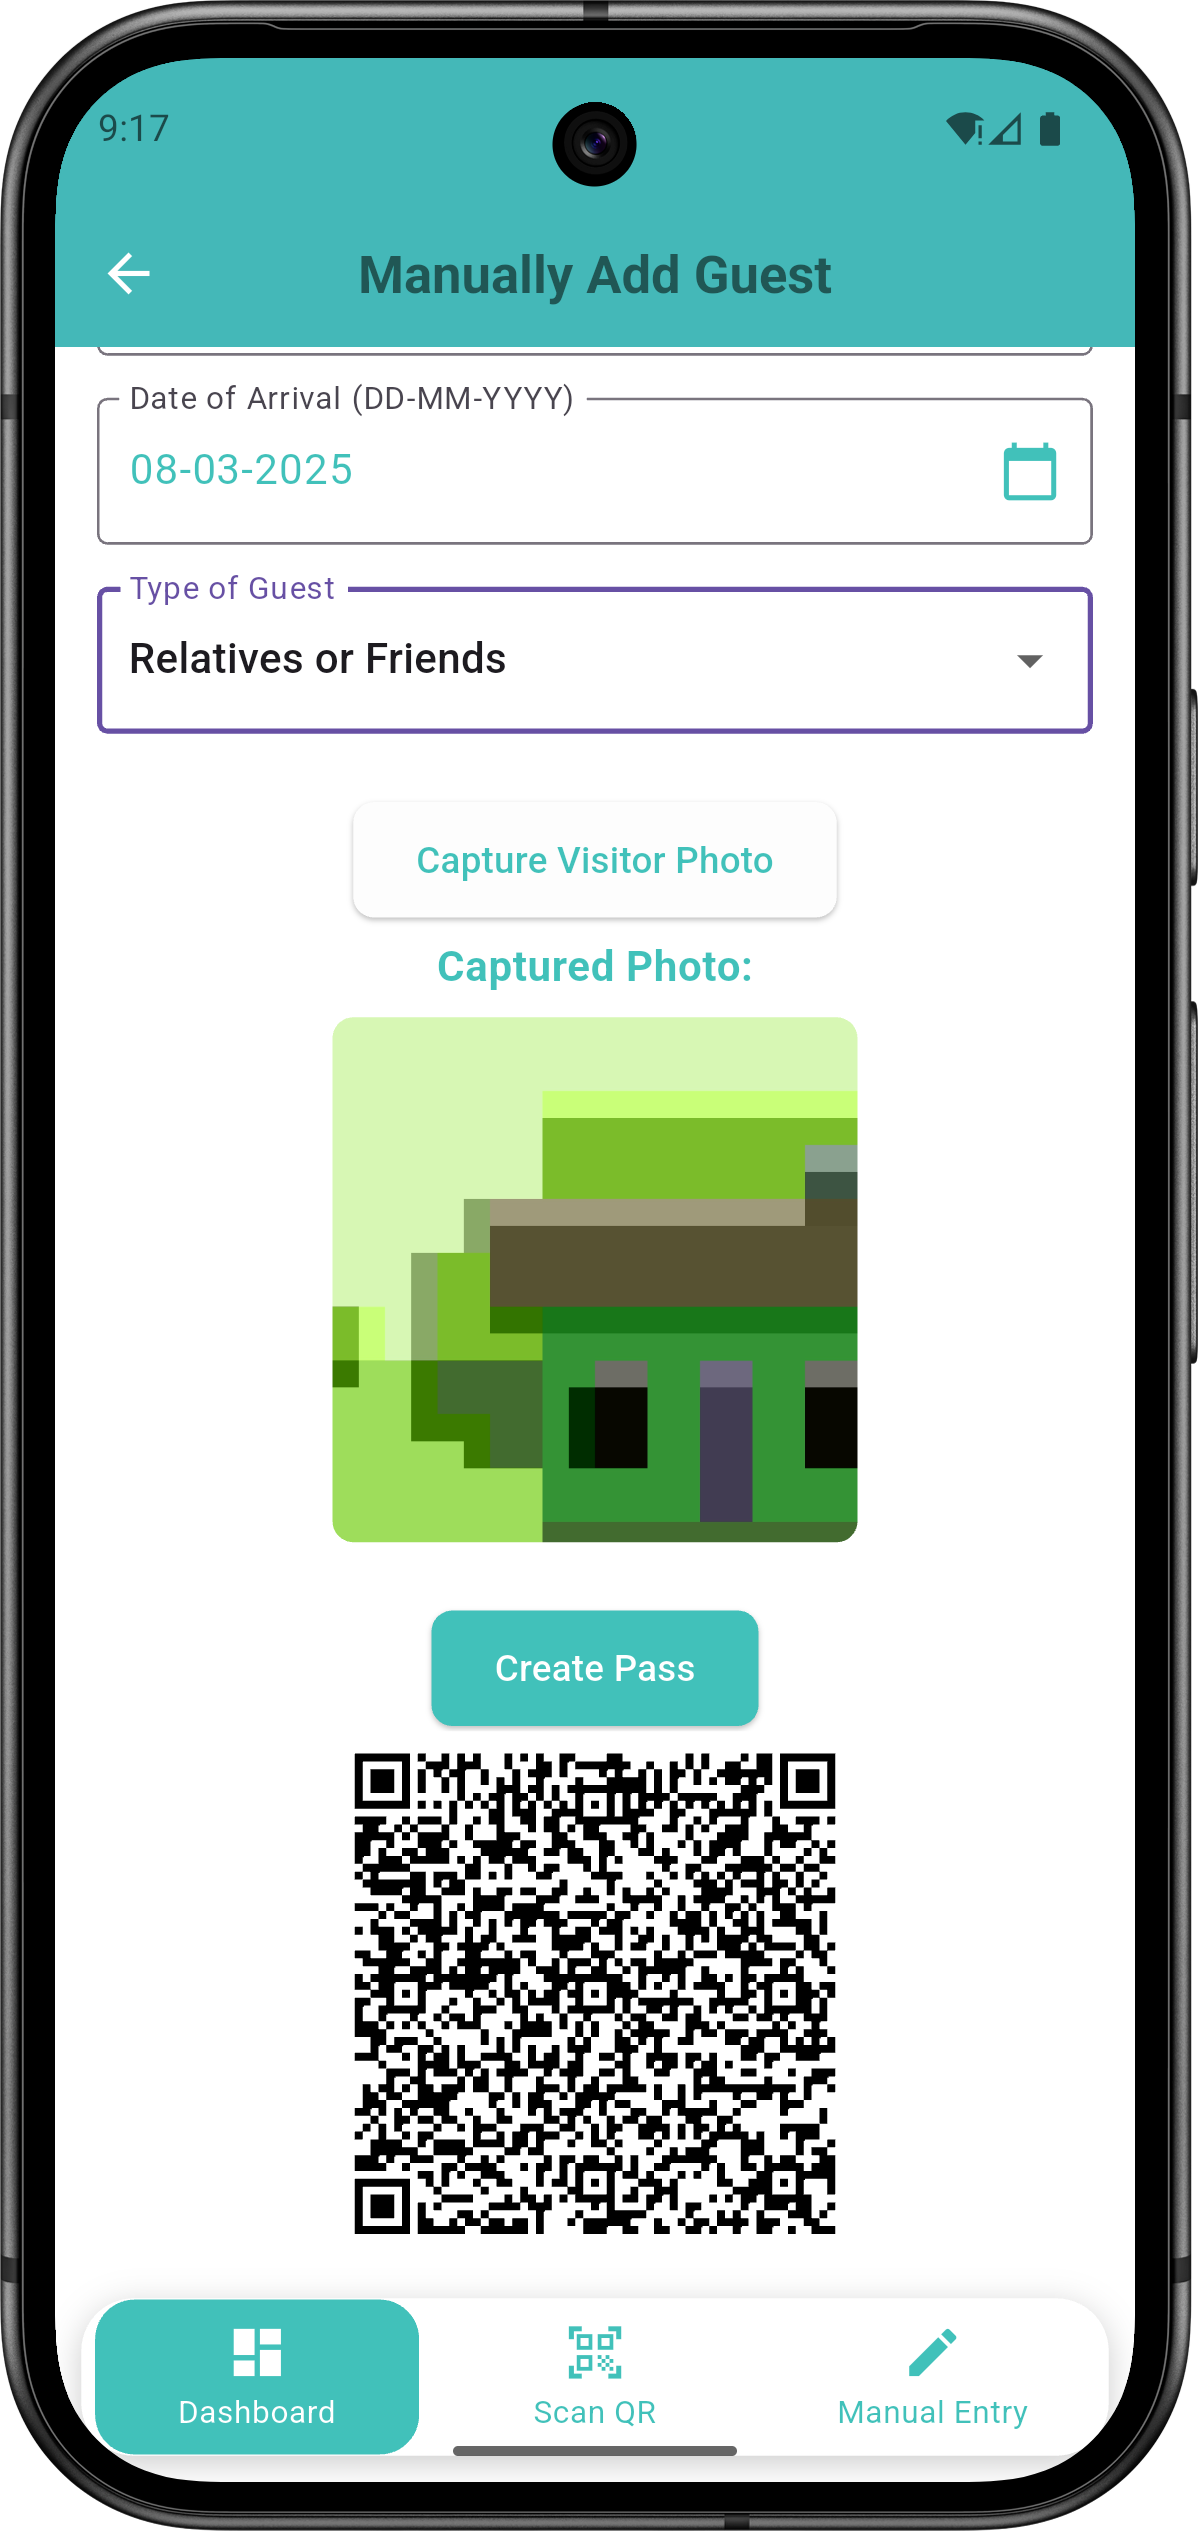 9:17
Manually Add Guest
Date of Arrival (DD-MM-YYYY)
08-03-2025
Type of Guest
Relatives or Friends
Capture Visitor Photo
Captured Photo:
Create Pass
Dashboard
Scan QR
Manual Entry